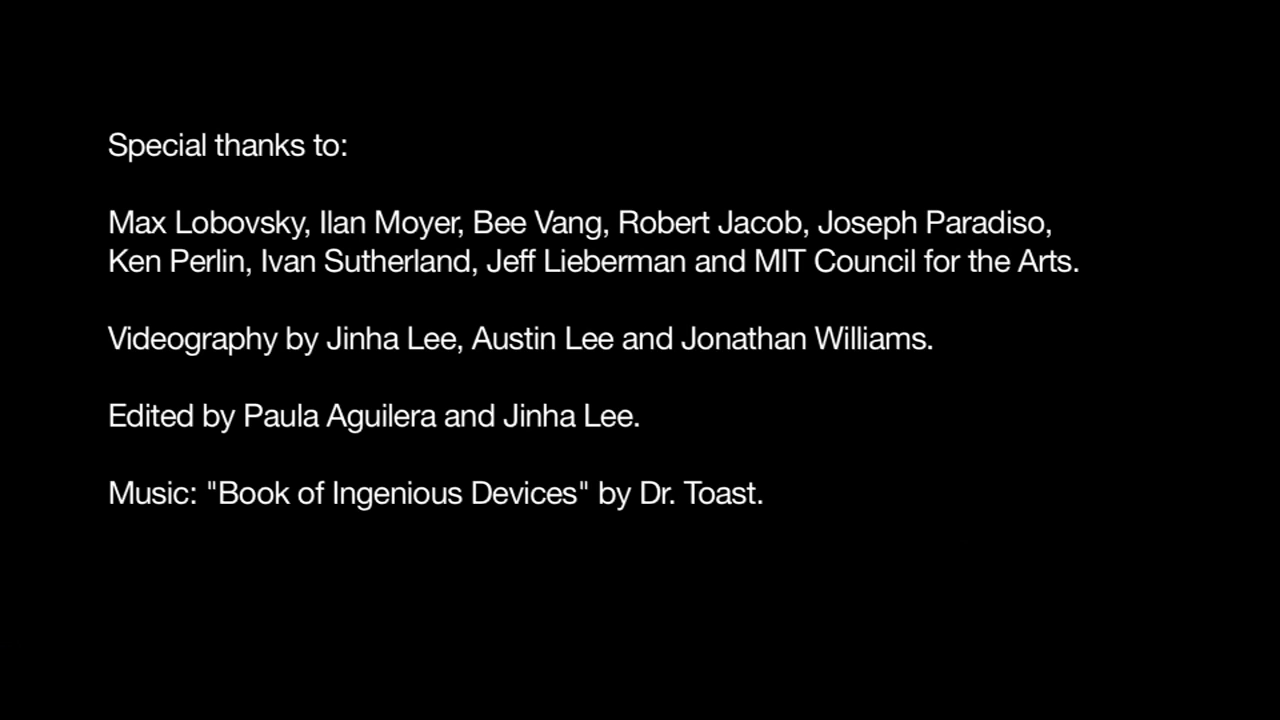 Special thanks to:
Max Lobovsky, Ilan Moyer, Bee Vang, Robert Jacob, Joseph Paradiso,
Ken Perlin, Ivan Sutherland, Jeff Lieberman and MIT Council for the Arts.
Videography by Jinha Lee, Austin Lee and Jonathan Williams.
Edited by Paula Aguilera and Jinha Lee.
Music: "Book of Ingenious Devices" by Dr. Toast.